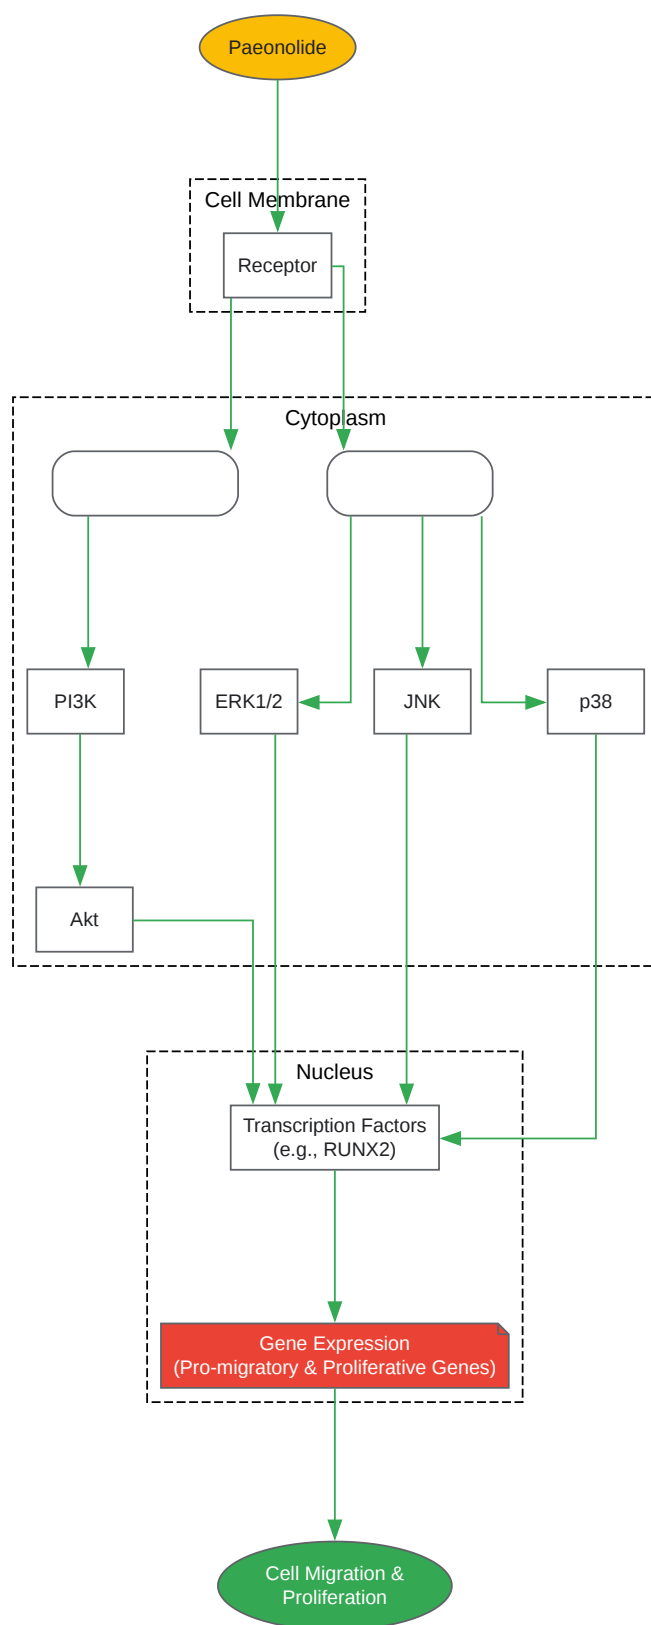 Paeonolide
Cell Membrane
Receptor
Cytoplasm
PI3K
ERK1/2
JNK
p38
Akt
Nucleus
Transcription Factors
(e.g., RUNX2)
Gene Expression
(Pro-migratory & Proliferative Genes)
Cell Migration &
Proliferation